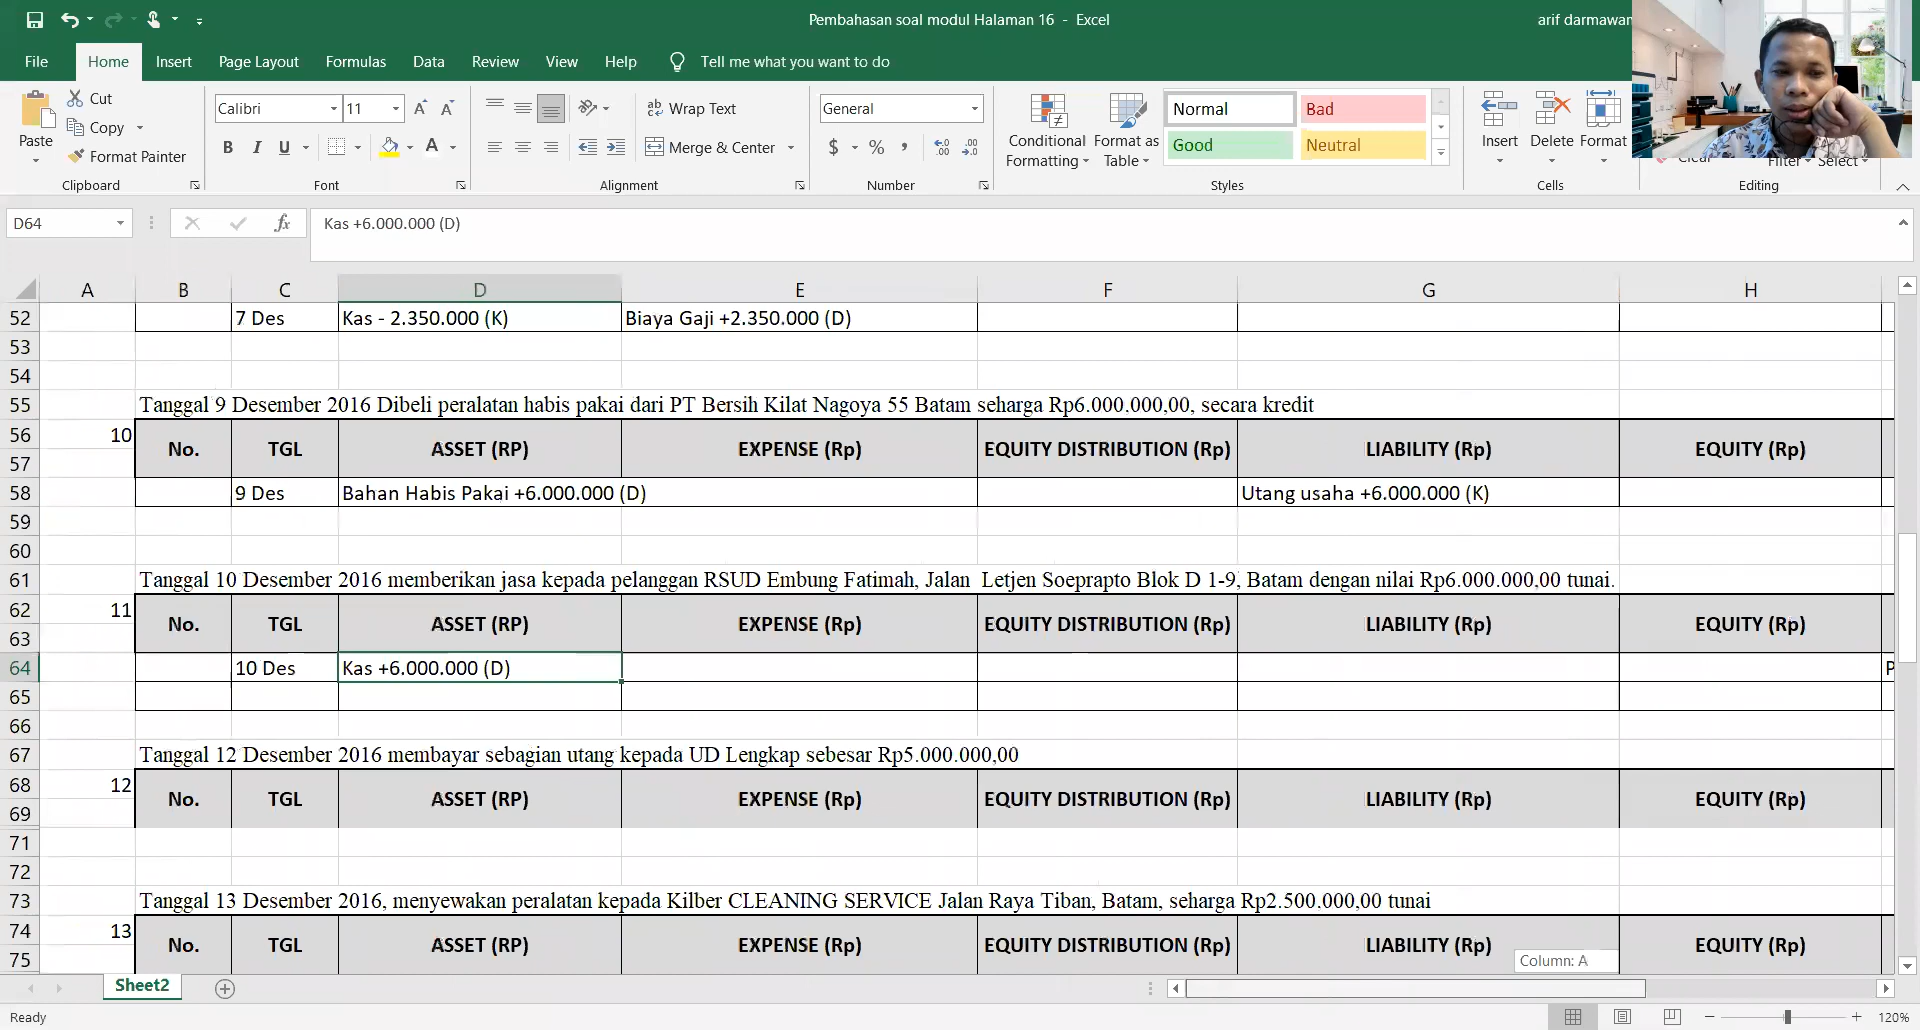 Pembahasan soal modul Halaman 16 - Excel
arif darmawan
File Home Insert Page Layout Formulas Data Review View Help Tell me what you want to do
Paste
Cut
Copy
Format Painter
Clipboard
Calibri 11
B I U A
Font
Wrap Text
Merge & Center
Alignment
General
$ % ,
Number
Conditional Formatting
Format as Table
Normal Bad
Good Neutral
Styles
Insert Delete Format
Cells
Clear
Filter Select
Editing
D64 fx Kas +6.000.000 (D)
A B C D E F G H
52 7 Des Kas - 2.350.000 (K) Biaya Gaji +2.350.000 (D)
53
54
55 Tanggal 9 Desember 2016 Dibeli peralatan habis pakai dari PT Bersih Kilat Nagoya 55 Batam seharga Rp6.000.000,00, secara kredit
56 10
57 No. TGL ASSET (RP) EXPENSE (Rp) EQUITY DISTRIBUTION (Rp) LIABILITY (Rp) EQUITY (Rp)
58 9 Des Bahan Habis Pakai +6.000.000 (D) Utang usaha +6.000.000 (K)
59
60
61 Tanggal 10 Desember 2016 memberikan jasa kepada pelanggan RSUD Embung Fatimah, Jalan Letjen Soeprapto Blok D 1-9, Batam dengan nilai Rp6.000.000,00 tunai.
62 11
63 No. TGL ASSET (RP) EXPENSE (Rp) EQUITY DISTRIBUTION (Rp) LIABILITY (Rp) EQUITY (Rp)
64 10 Des Kas +6.000.000 (D) P
65
66
67 Tanggal 12 Desember 2016 membayar sebagian utang kepada UD Lengkap sebesar Rp5.000.000,00
68 12
69 No. TGL ASSET (RP) EXPENSE (Rp) EQUITY DISTRIBUTION (Rp) LIABILITY (Rp) EQUITY (Rp)
71
72
73 Tanggal 13 Desember 2016, menyewakan peralatan kepada Kilber CLEANING SERVICE Jalan Raya Tiban, Batam, seharga Rp2.500.000,00 tunai
74 13
75 No. TGL ASSET (RP) EXPENSE (Rp) EQUITY DISTRIBUTION (Rp) LIABILITY (Rp) EQUITY (Rp)
Column: A
Sheet2
Ready 120%